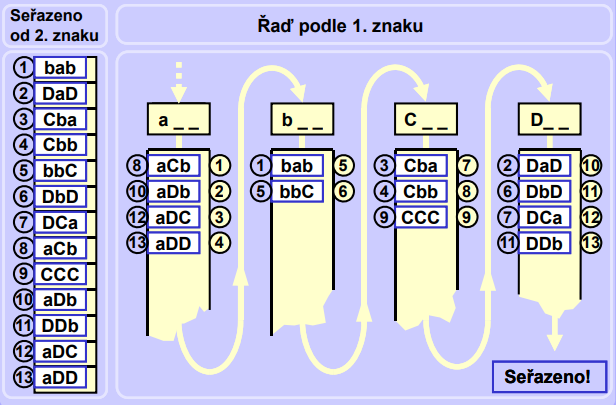 Seřazeno
od 2. znaku
Řaď podle 1. znaku
1 bab
2 DaD
3 Cba
4 Cbb
5 bbC
6 DbD
7 DCa
8 aCb
9 CCC
10 aDb
11 DDb
12 aDC
13 aDD
a _ _
8 aCb 1
10 aDb 2
12 aDC 3
13 aDD 4
b _ _
1 bab 5
5 bbC 6
C _ _
3 Cba 7
4 Cbb 8
9 CCC 9
D_ _
2 DaD 10
6 DbD 11
7 DCa 12
11 DDb 13
Seřazeno!